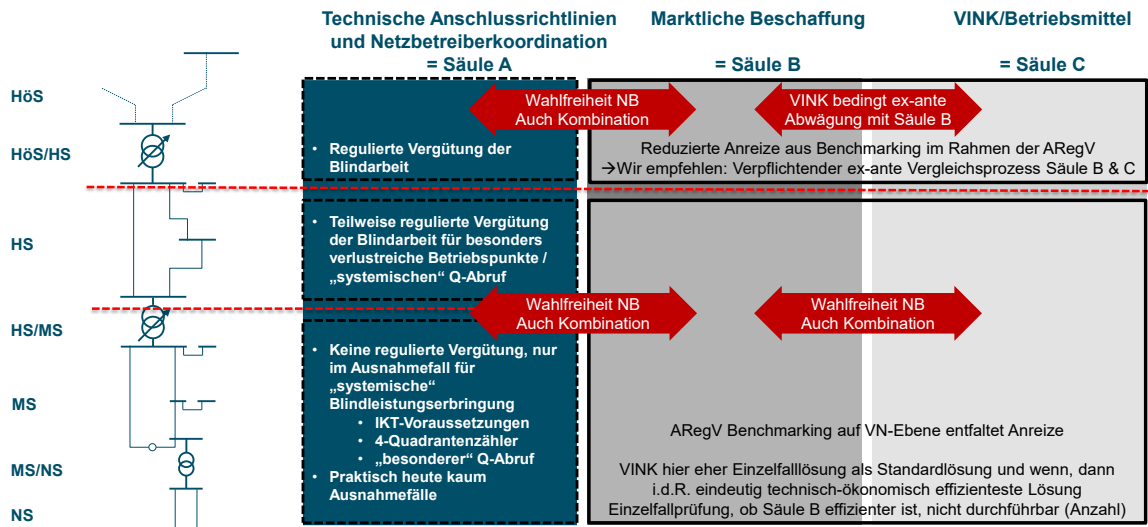 Technische Anschlussrichtlinien
und Netzbetreiberkoordination
= Säule A
Marktliche Beschaffung
= Säule B
VINK/Betriebsmittel
= Säule C
HöS
HöS/HS
HS
HS/MS
MS
MS/NS
NS
Wahlfreiheit NB
Auch Kombination
VINK bedingt ex-ante
Abwägung mit Säule B
• Regulierte Vergütung der
Blindarbeit
Reduzierte Anreize aus Benchmarking im Rahmen der ARegV
→Wir empfehlen: Verpflichtender ex-ante Vergleichsprozess Säule B & C
• Teilweise regulierte Vergütung
der Blindarbeit für besonders
verlustreiche Betriebspunkte /
„systemischen“ Q-Abruf
Wahlfreiheit NB
Auch Kombination
Wahlfreiheit NB
Auch Kombination
• Keine regulierte Vergütung, nur
im Ausnahmefall für
„systemische“
Blindleistungserbringung
• IKT-Voraussetzungen
• 4-Quadrantenzähler
• „besonderer“ Q-Abruf
• Praktisch heute kaum
Ausnahmefälle
ARegV Benchmarking auf VN-Ebene entfaltet Anreize
VINK hier eher Einzelfalllösung als Standardlösung und wenn, dann
i.d.R. eindeutig technisch-ökonomisch effizienteste Lösung
Einzelfallprüfung, ob Säule B effizienter ist, nicht durchführbar (Anzahl)